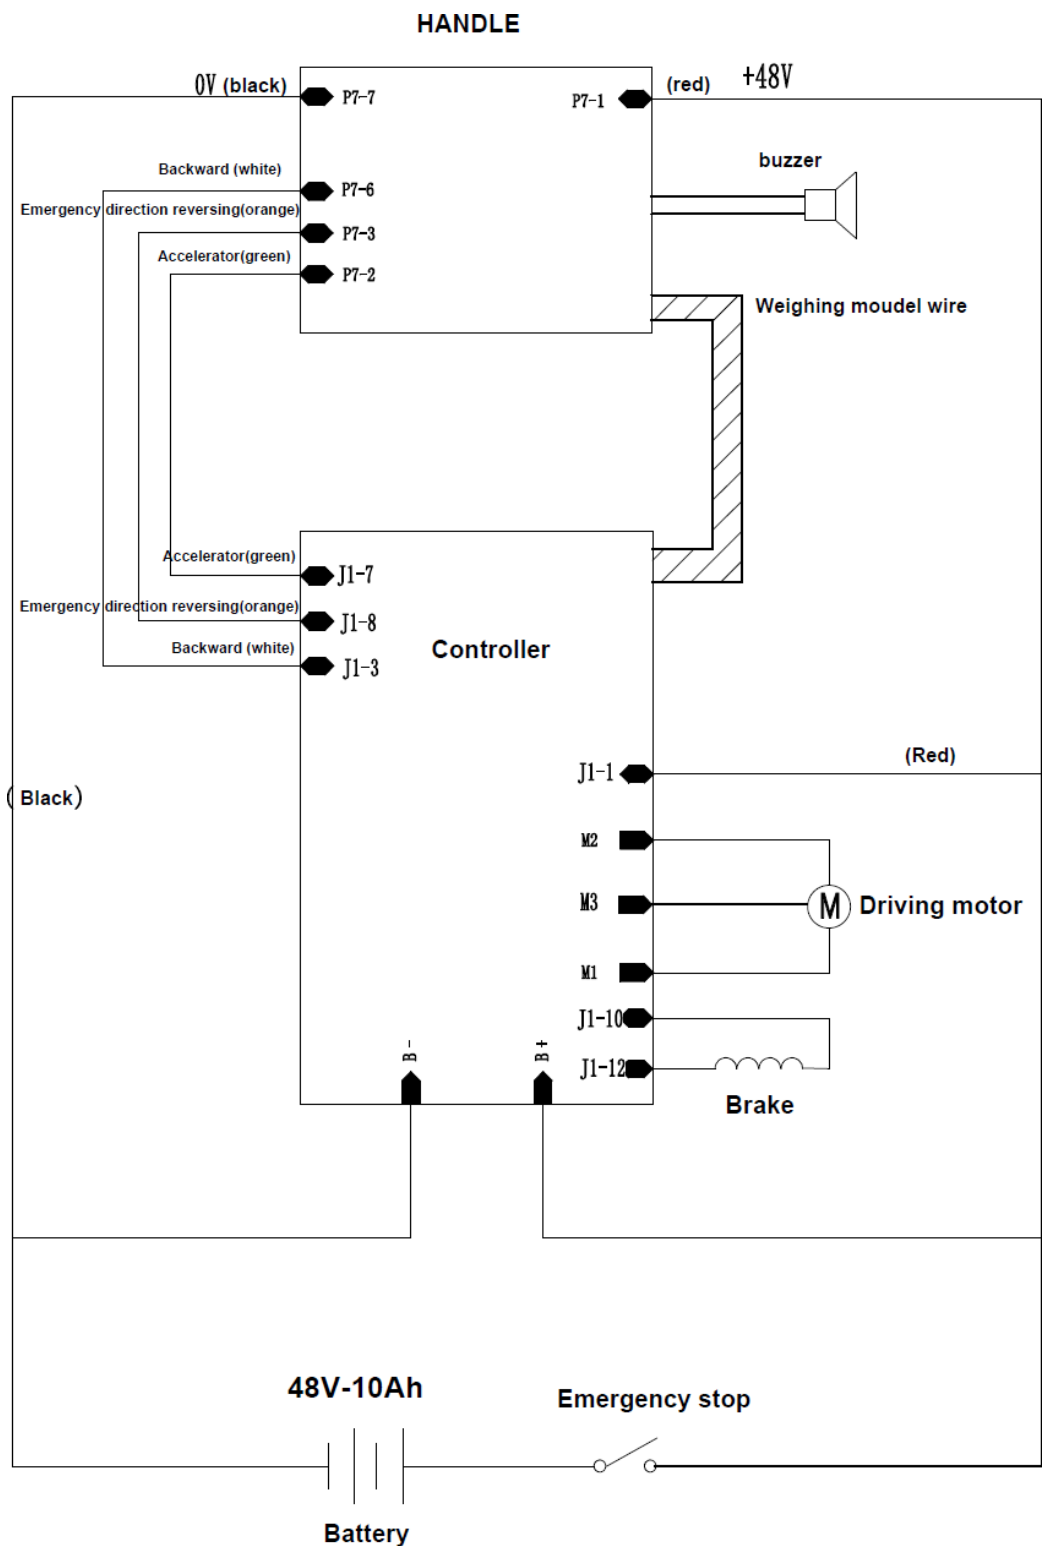 HANDLE
0V (black)
P7-7
P7-1
(red)
+48V
Backward (white)
P7-6
buzzer
Emergency direction reversing(orange)
P7-3
Accelerator(green)
P7-2
Weighing moudel wire
Accelerator(green)
J1-7
Emergency direction reversing(orange)
J1-8
Backward (white)
J1-3
Controller
(Red)
J1-1
(Black)
M2
M3
M
Driving motor
M1
J1-10
B-
B+
J1-12
Brake
48V-10Ah
Emergency stop
Battery